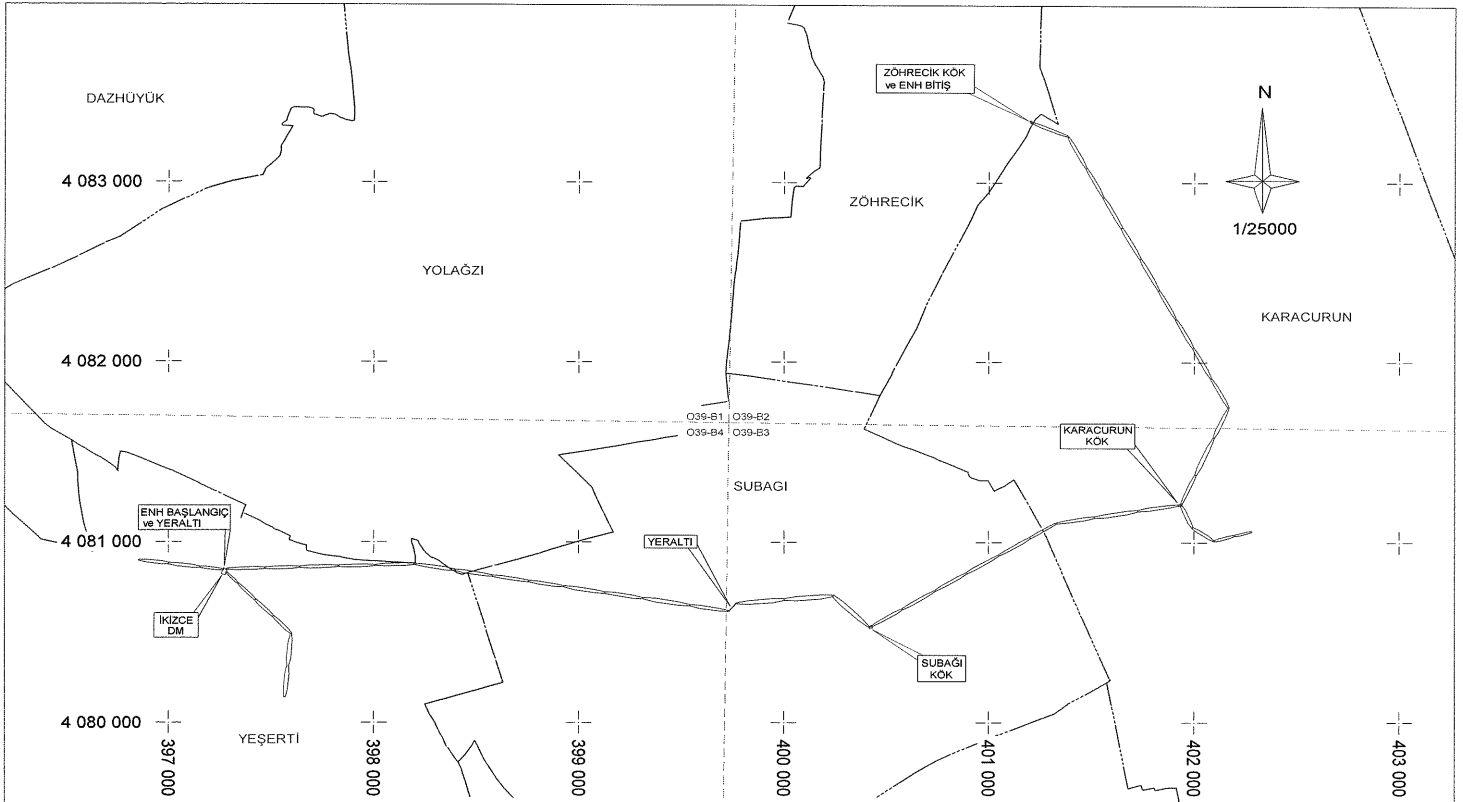 DAZHÜYÜK
ZÖHRECİK KÖK
ve ENH BİTİŞ
N
1/25000
4 083 000
ZÖHRECİK
YOLAĞZI
KARACURUN
4 082 000
O39-B1 O39-B2
O39-B4 O39-B3
KARACURUN
KÖK
SUBAGI
ENH BAŞLANGIÇ
ve YERALTI
4 081 000
YERALTI
İKİZCE
DM
SUBAĞI
KÖK
4 080 000
YEŞERTİ
397 000
398 000
399 000
400 000
401 000
402 000
403 000